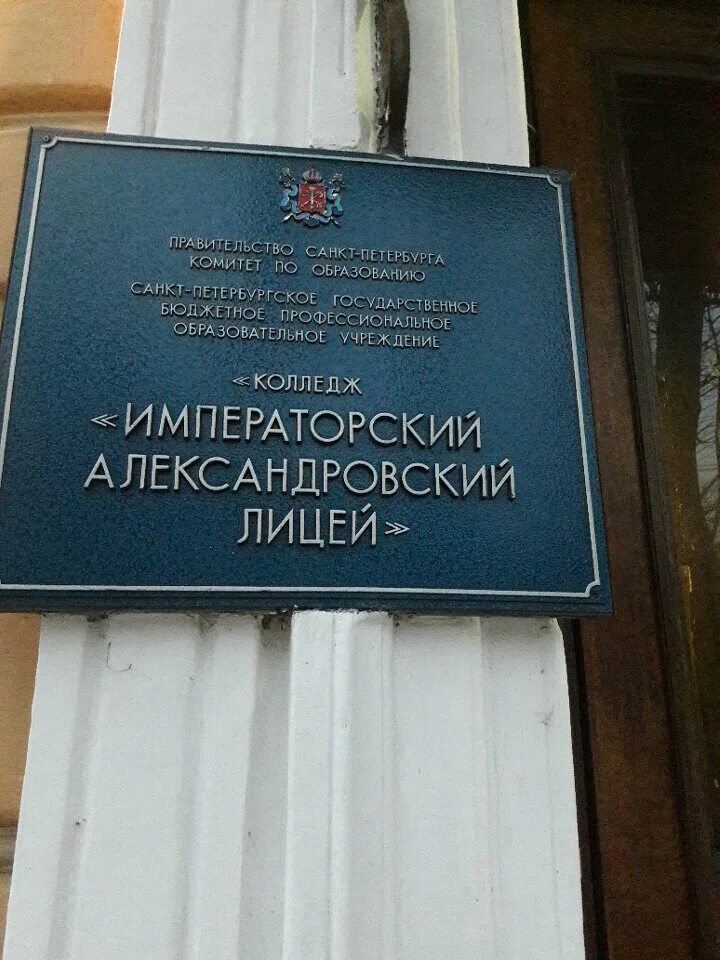 ПРАВИТЕЛЬСТВО САНКТ-ПЕТЕРБУРГА
КОМИТЕТ ПО ОБРАЗОВАНИЮ
САНКТ-ПЕТЕРБУРГСКОЕ ГОСУДАРСТВЕННОЕ
БЮДЖЕТНОЕ ПРОФЕССИОНАЛЬНОЕ
ОБРАЗОВАТЕЛЬНОЕ УЧРЕЖДЕНИЕ
«КОЛЛЕДЖ
«ИМПЕРАТОРСКИЙ
АЛЕКСАНДРОВСКИЙ
ЛИЦЕЙ»